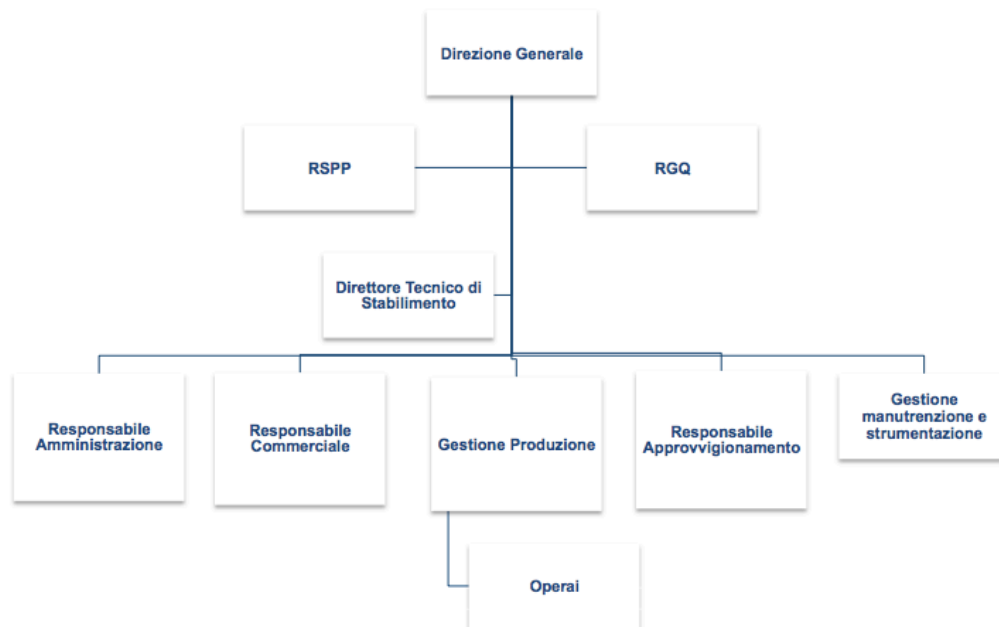 Direzione Generale
RSPP
RGQ
Direttore Tecnico di
Stabilimento
Responsabile
Amministrazione
Responsabile
Commerciale
Gestione Produzione
Responsabile
Approvvigionamento
Gestione
manutrenzione e
strumentazione
Operai